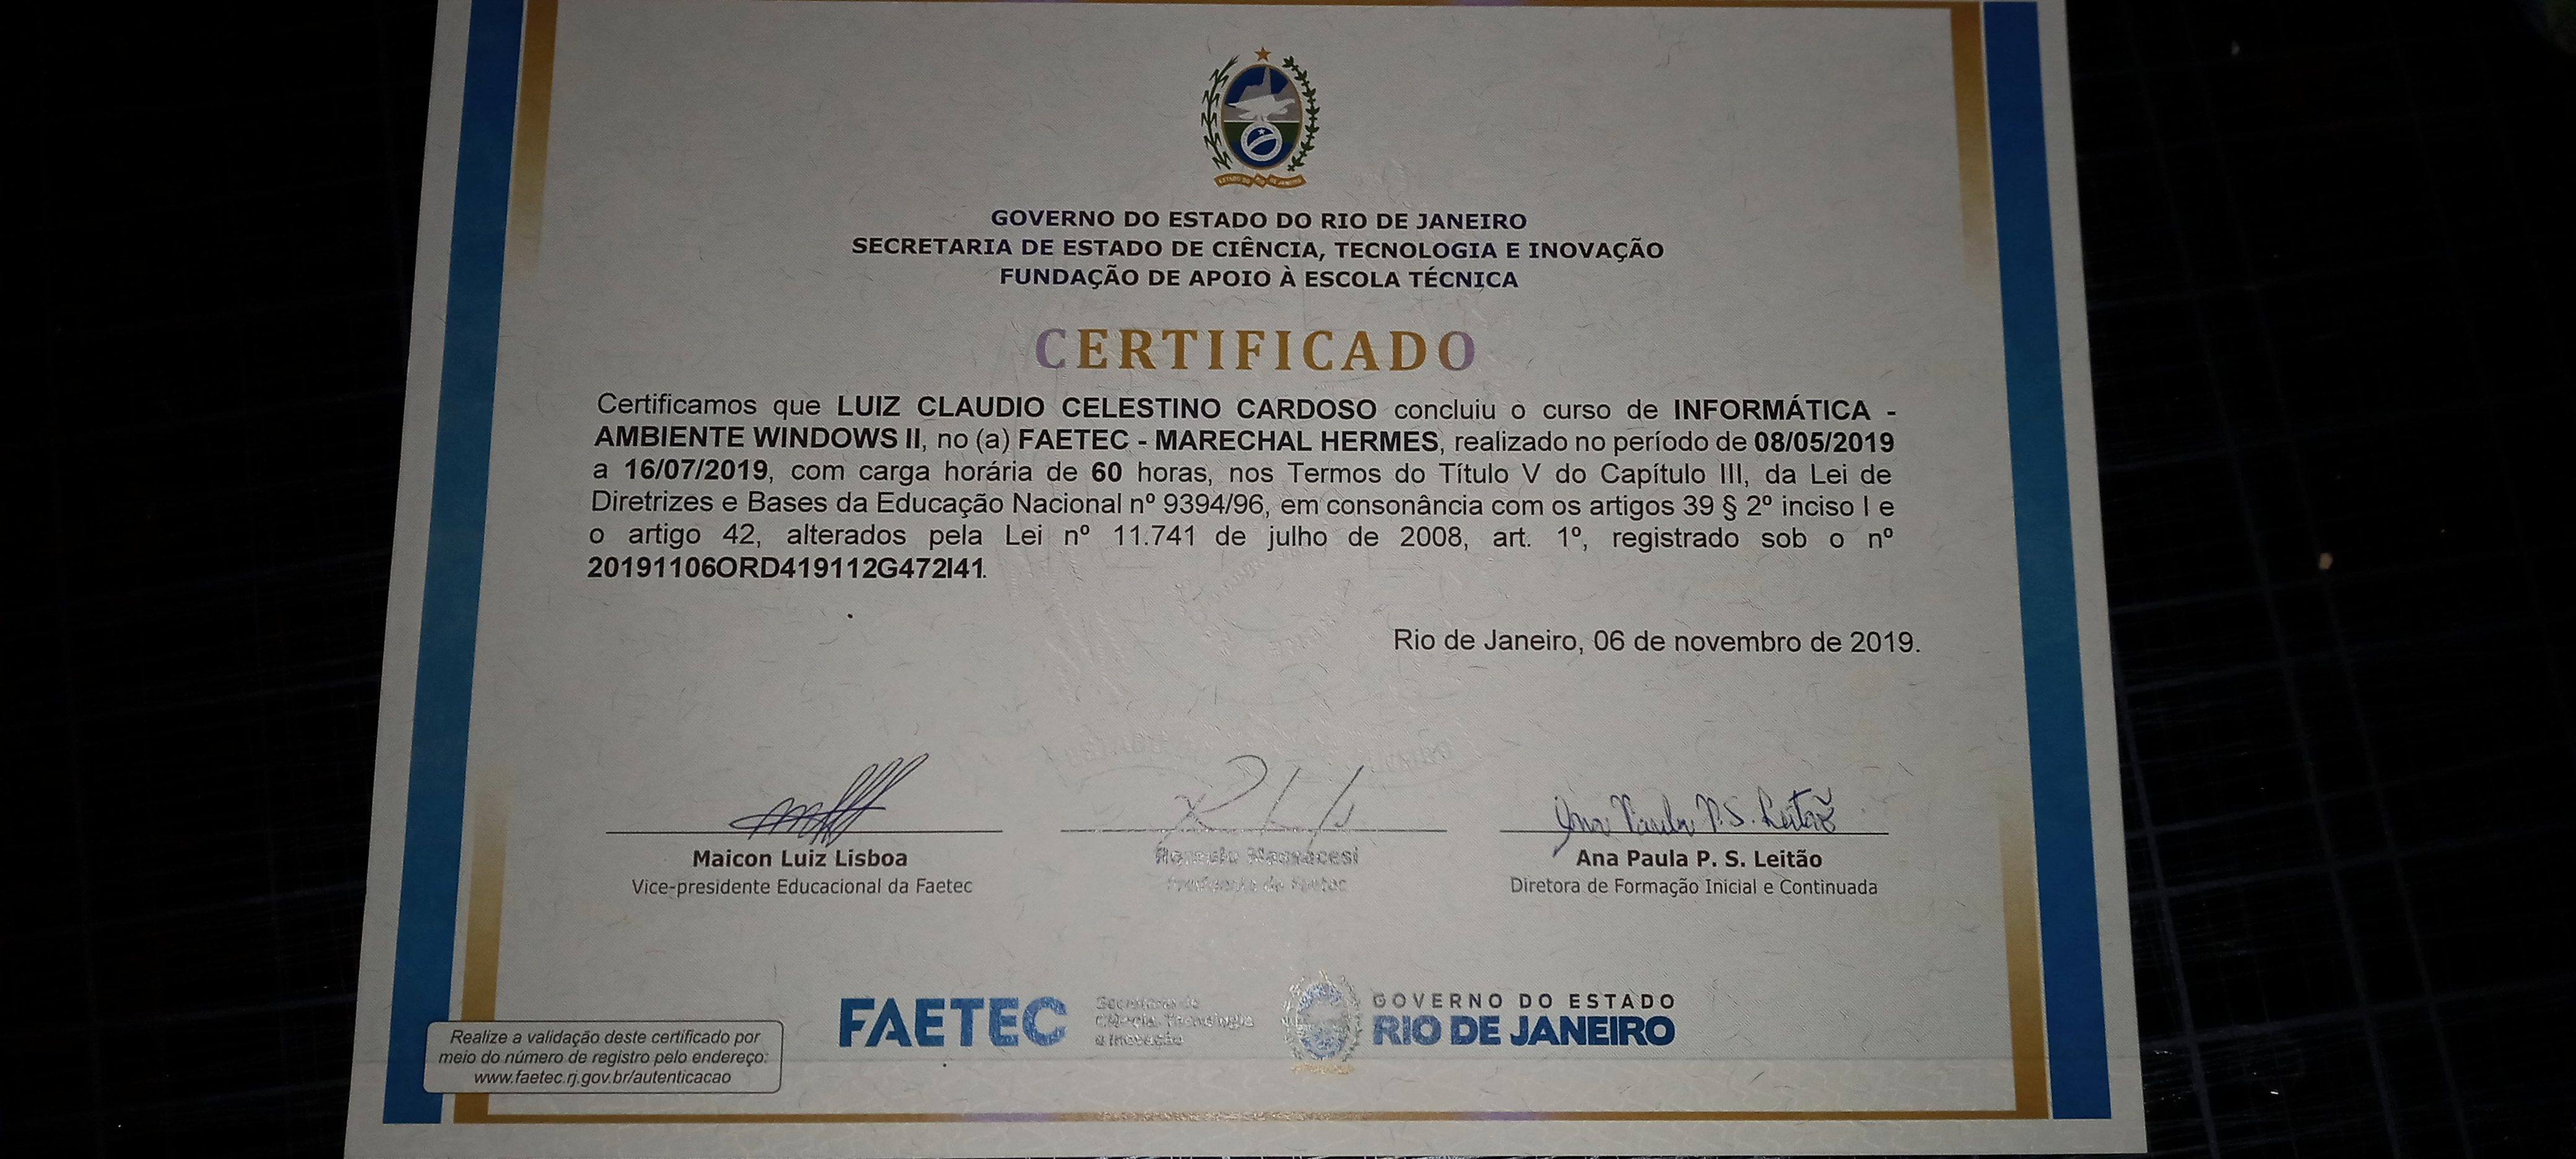 GOVERNO DO ESTADO DO RIO DE JANEIRO
SECRETARIA DE ESTADO DE CIÊNCIA, TECNOLOGIA E INOVAÇÃO
FUNDAÇÃO DE APOIO À ESCOLA TÉCNICA
CERTIFICADO
Certificamos que LUIZ CLAUDIO CELESTINO CARDOSO concluiu o curso de INFORMÁTICA -
AMBIENTE WINDOWS II, no (a) FAETEC - MARECHAL HERMES, realizado no período de 08/05/2019
a 16/07/2019, com carga horária de 60 horas, nos Termos do Título V do Capítulo III, da Lei de
Diretrizes e Bases da Educação Nacional nº 9394/96, em consonância com os artigos 39 § 2º inciso I e
o artigo 42, alterados pela Lei nº 11.741 de julho de 2008, art. 1º, registrado sob o nº
20191106ORD419112G472I41.
Rio de Janeiro, 06 de novembro de 2019.
Ana Paula P. S. Leitão
Maicon Luiz Lisboa
Vice-presidente Educacional da Faetec
Ana Paula P. S. Leitão
Diretora de Formação Inicial e Continuada
FAETEC
Secretaria de
Ciência, Tecnologia
e Inovação
GOVERNO DO ESTADO
RIO DE JANEIRO
Realize a validação deste certificado por
meio do número de registro pelo endereço:
www.faetec.rj.gov.br/autenticacao